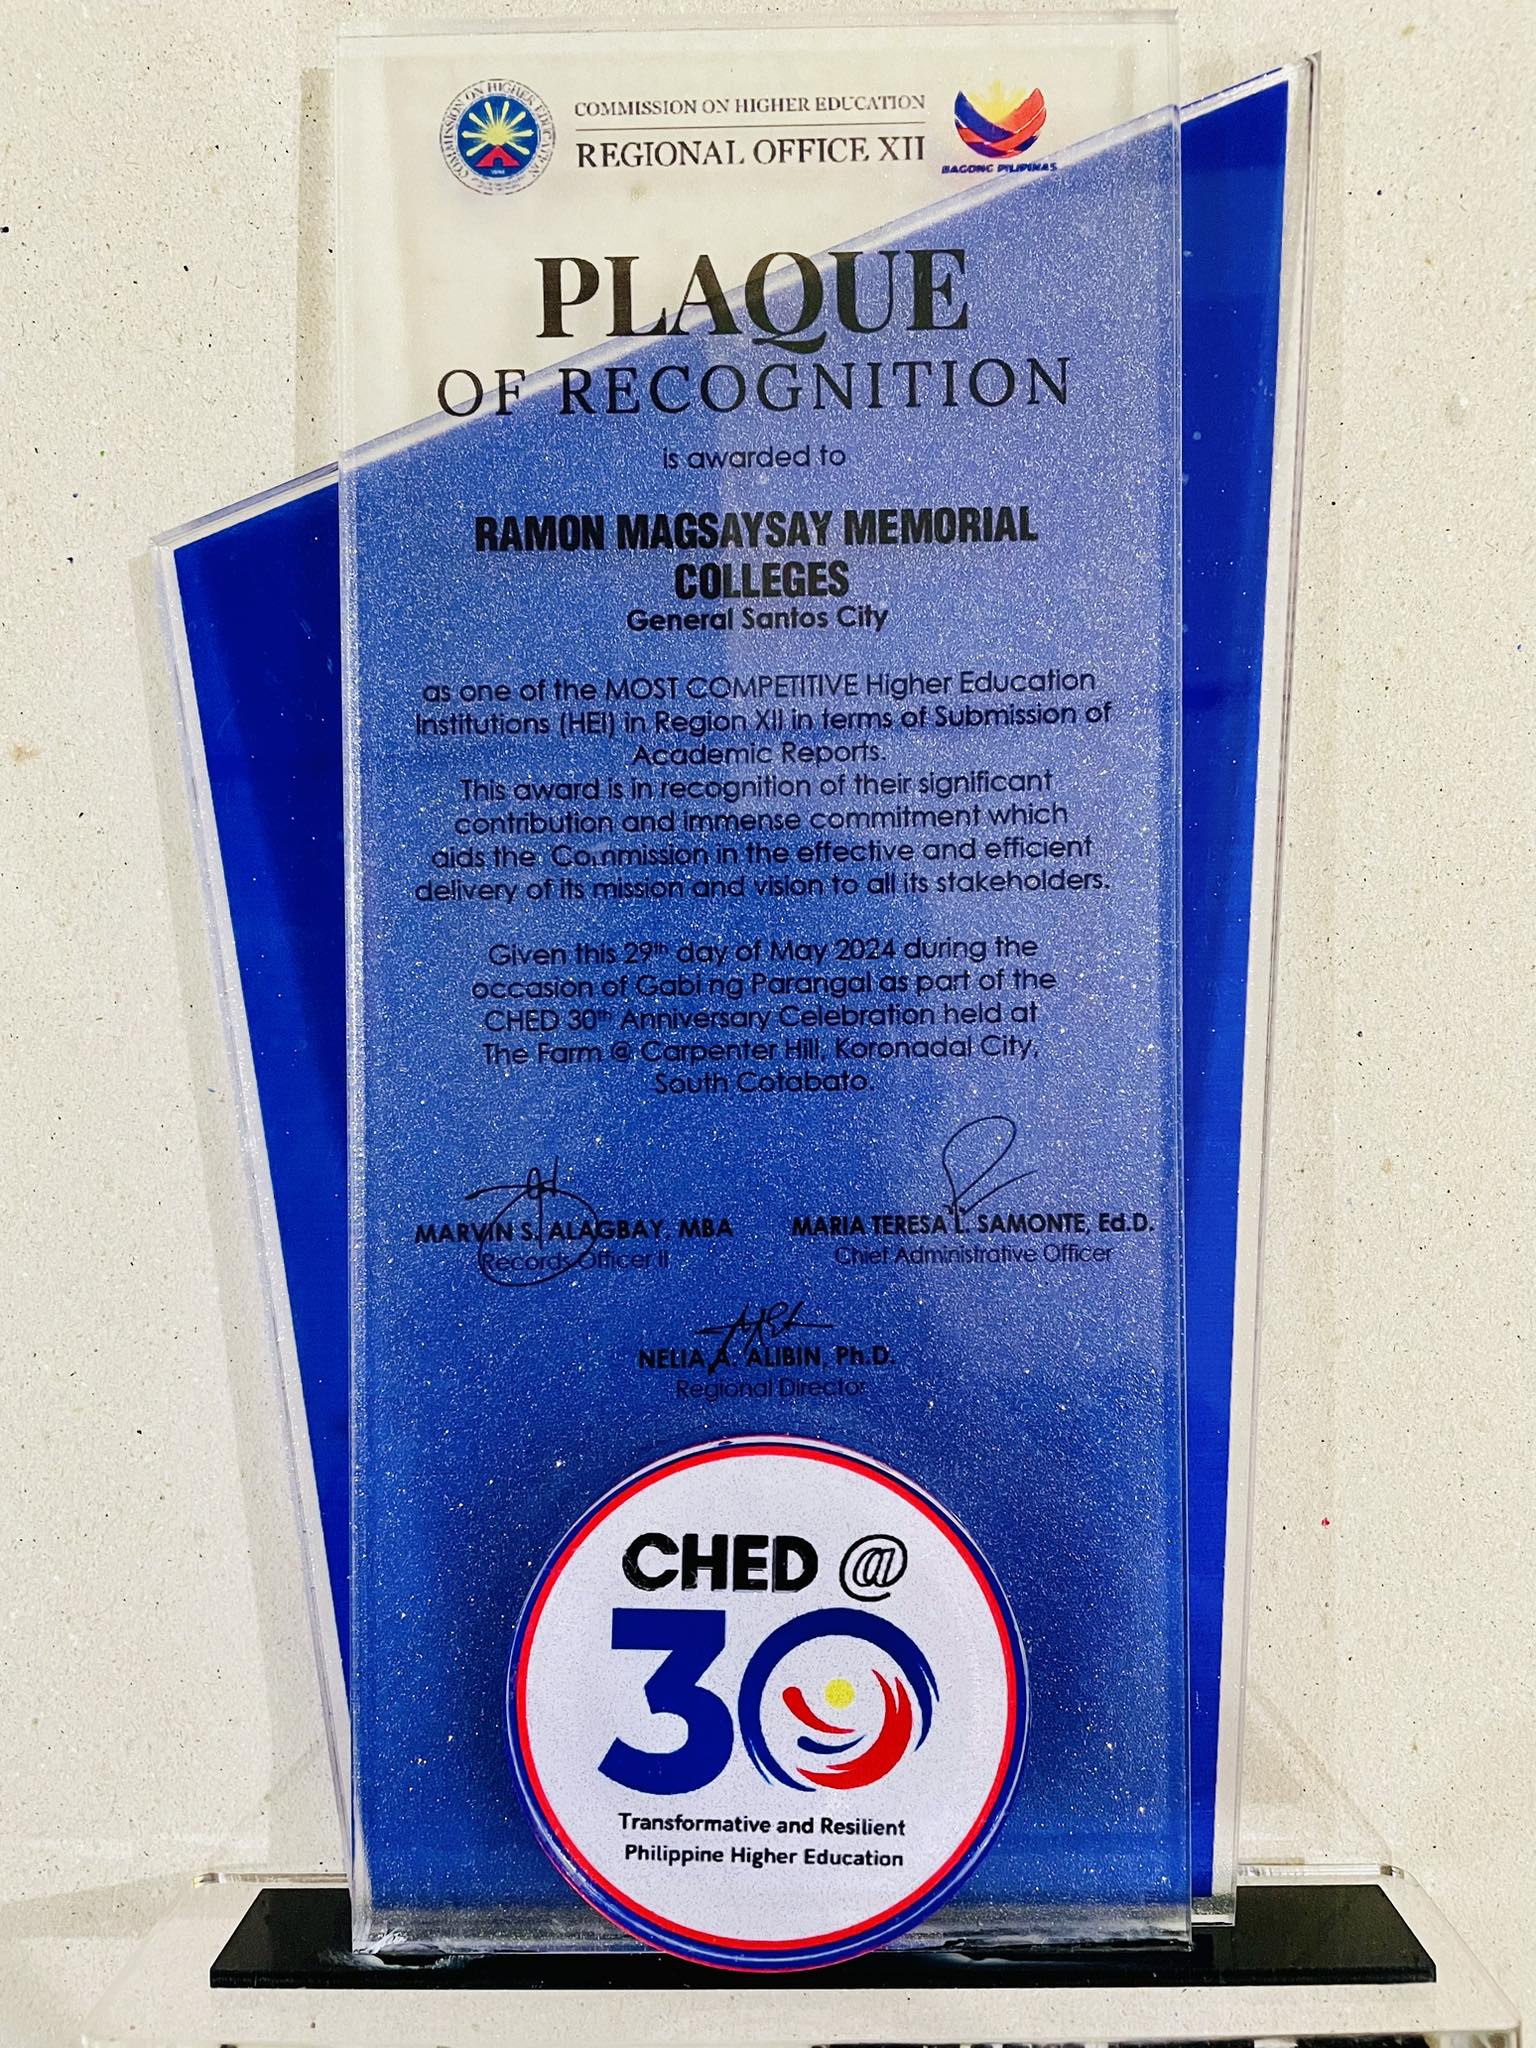 COMMISSION ON HIGHER EDUCATION
COMMISSION ON HIGHER EDUCATION
REGIONAL OFFICE XII
BAGONG PILIPINAS
PLAQUE
OF RECOGNITION
is awarded to
RAMON MAGSAYSAY MEMORIAL
COLLEGES
General Santos City
as one of the MOST COMPETITIVE Higher Education
Institutions (HEI) in Region XII in terms of Submission of
Academic Reports.
This award is in recognition of their significant
contribution and immense commitment which
aids the Commission in the effective and efficient
delivery of its mission and vision to all its stakeholders.
Given this 29th day of May 2024 during the
occasion of Gabi ng Parangal as part of the
CHED 30th Anniversary Celebration held at
The Farm @ Carpenter Hill, Koronadal City,
South Cotabato.
MARVIN S. ALAGBAY, MBA
Records Officer II
MARIA TERESA L. SAMONTE, Ed.D.
Chief Administrative Officer
NELIA A. ALIBIN, Ph.D.
Regional Director
CHED @
30
Transformative and Resilient
Philippine Higher Education